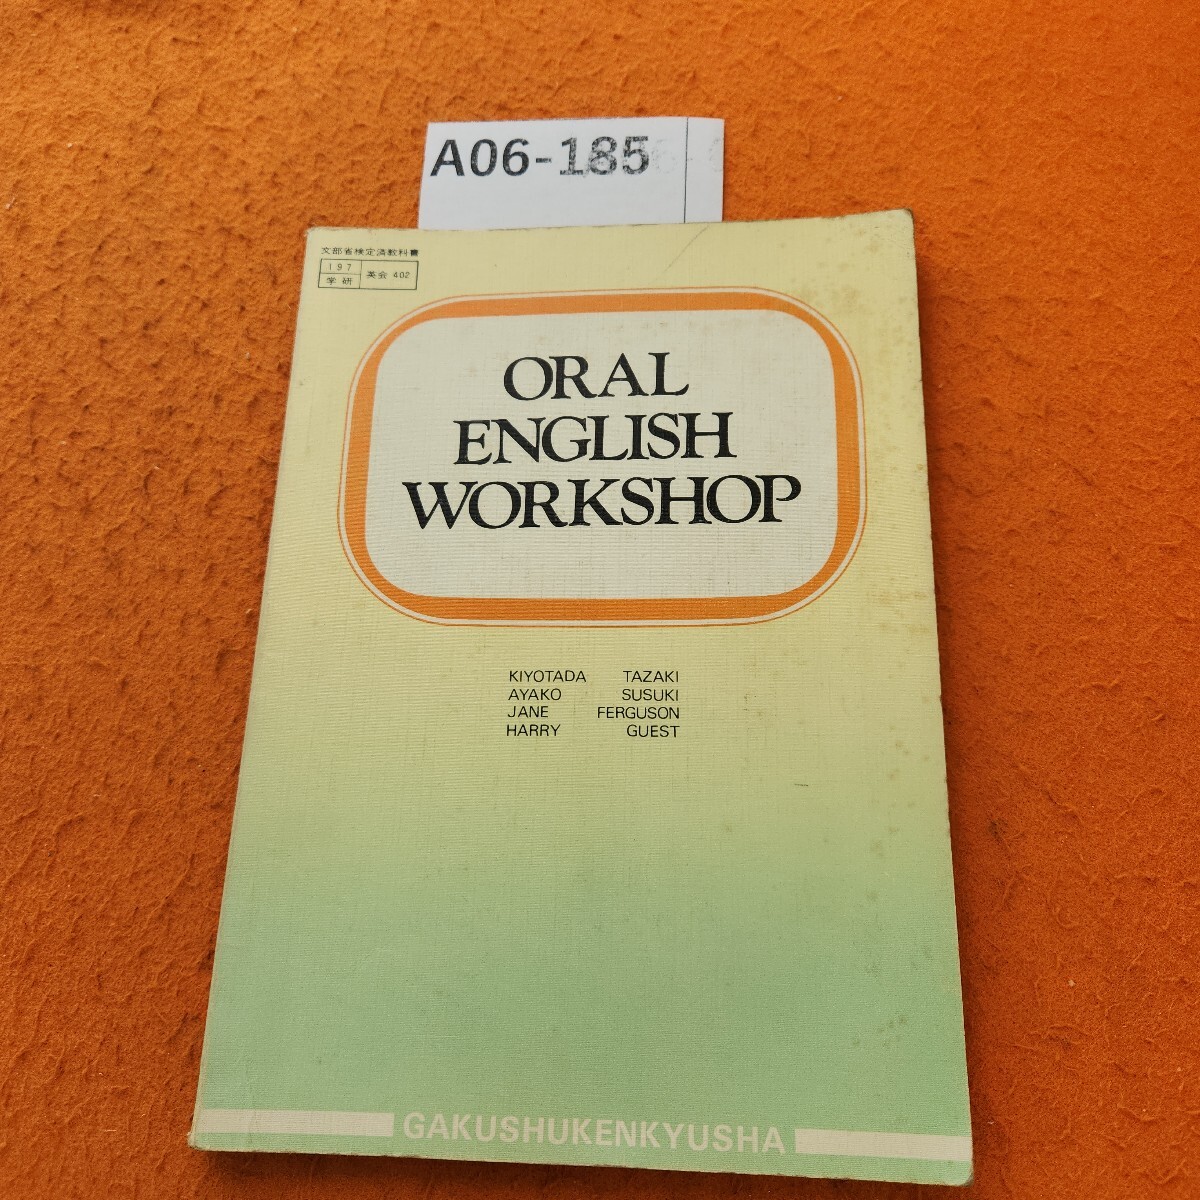 A06-185
文部省検定済教科書
197
学研
英会 402
ORAL
ENGLISH
WORKSHOP
KIYOTADA TAZAKI
AYAKO SUSUKI
JANE FERGUSON
HARRY GUEST
GAKUSHUKENKYUSHA